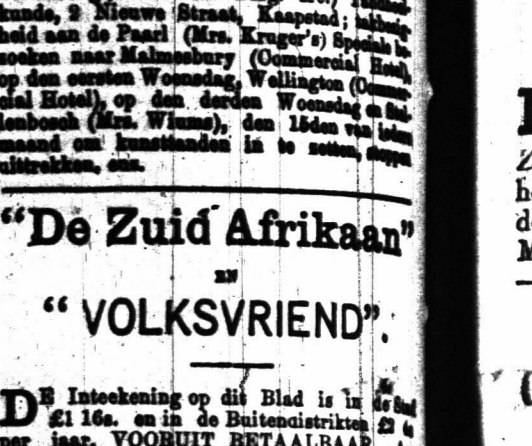 kunde, 2 Nieuwe Straat, Kaapstad;
heid aan de Paarl (Mrs. Kruger's) Speciale be
zoeken naar Malmesbury (Commercial Hotel),
op den eersten Woensdag, Wellington (Commer
cial Hotel), op den derden Woensdag en Stel
lenbosch (Mrs. Wiums), den 15den van ieder
maand om kunsttanden in te zetten, stoppen
uittrekken, enz.
"De Zuid Afrikaan"
EN
"VOLKSVRIEND".
DE Inteekening op dit Blad is in de Stad
£1 16s. en in de Buitendistrikten £2 4s
per jaar. VOORUIT BETAALBAAR
Z
h
d
M